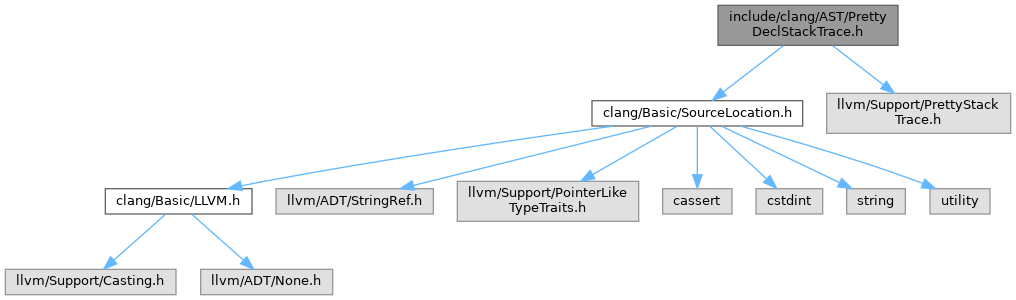 include/clang/AST/Pretty
DeclStackTrace.h
clang/Basic/SourceLocation.h
llvm/Support/PrettyStack
Trace.h
clang/Basic/LLVM.h
llvm/ADT/StringRef.h
llvm/Support/PointerLike
TypeTraits.h
cassert
cstdint
string
utility
llvm/Support/Casting.h
llvm/ADT/None.h